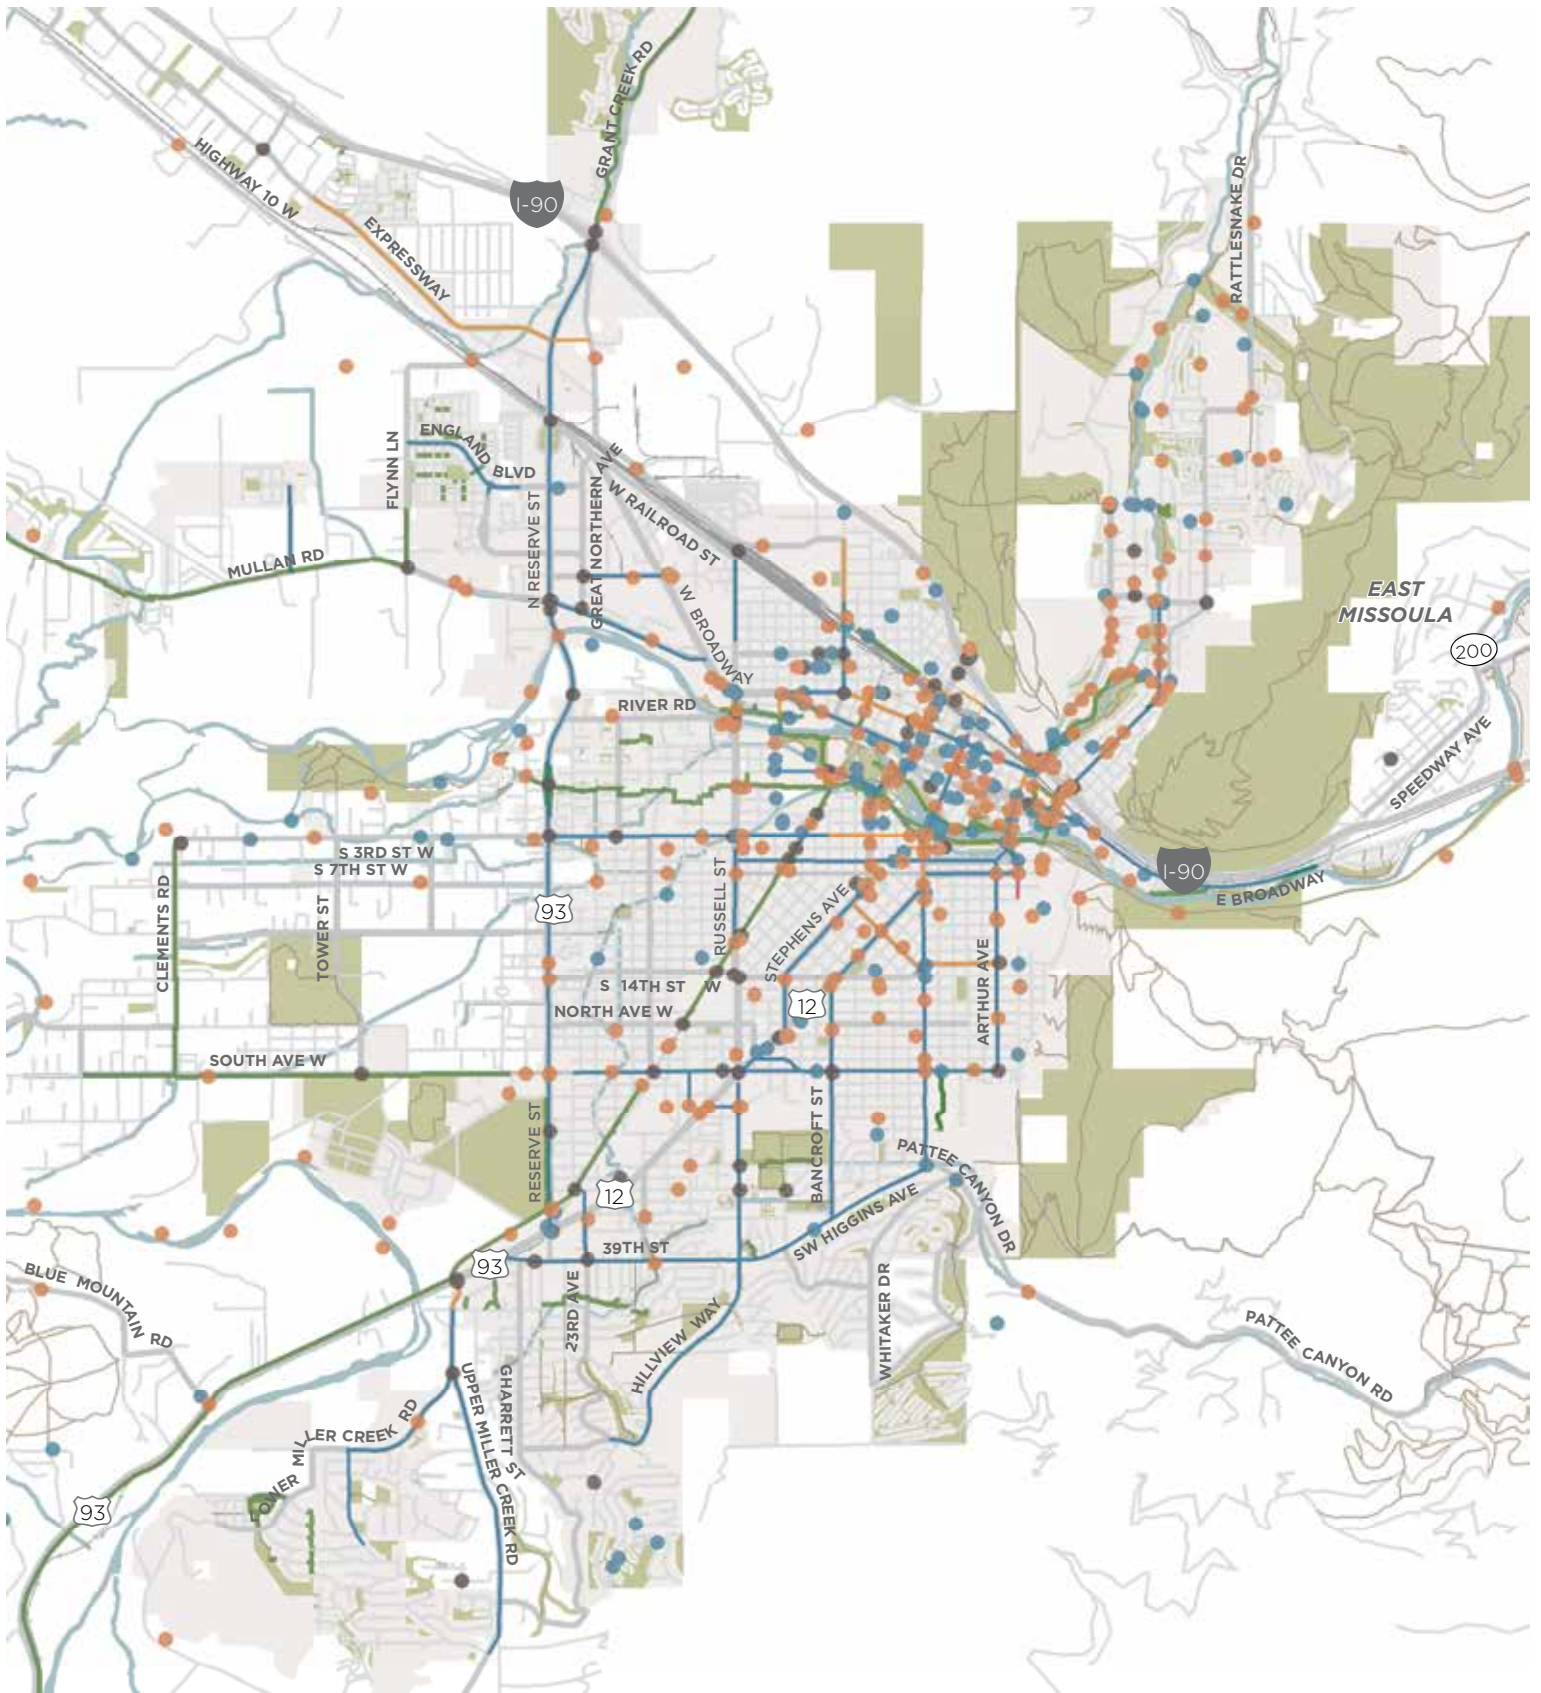 GRANT CREEK RD
HIGHWAY 10 W
I-90
RATTLESNAKE DR
EXPRESSWAY
ENGLAND BLVD
FLYNN LN
N RESERVE ST
GREAT NORTHERN AVE
W RAILROAD ST
MULLAN RD
W BROADWAY
EAST
MISSOULA
200
RIVER RD
SPEEDWAY AVE
S 3RD ST W
S 7TH ST W
I-90
E BROADWAY
CLEMENTS RD
TOWER ST
93
RUSSELL ST
STEPHENS AVE
S 14TH ST W
NORTH AVE W
12
ARTHUR AVE
SOUTH AVE W
RESERVE ST
BANCROFT ST
PATTEE CANYON DR
12
SW HIGGINS AVE
39TH ST
93
BLUE MOUNTAIN RD
23RD AVE
HILLVIEW WAY
WHITAKER DR
PATTEE CANYON RD
GHARRETT ST
UPPER MILLER CREEK RD
LOWER MILLER CREEK RD
93